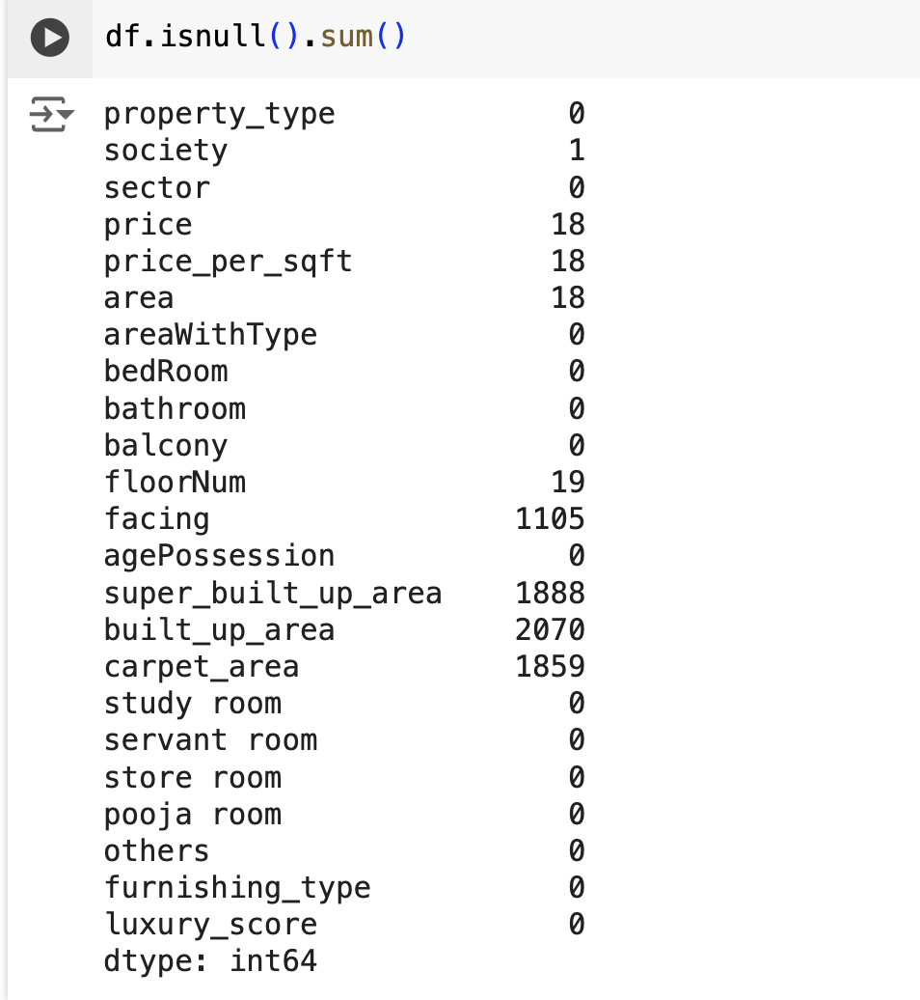 df.isnull().sum()
property_type 0
society 1
sector 0
price 18
price_per_sqft 18
area 18
areaWithType 0
bedRoom 0
bathroom 0
balcony 0
floorNum 19
facing 1105
agePossession 0
super_built_up_area 1888
built_up_area 2070
carpet_area 1859
study room 0
servant room 0
store room 0
pooja room 0
others 0
furnishing_type 0
luxury_score 0
dtype: int64